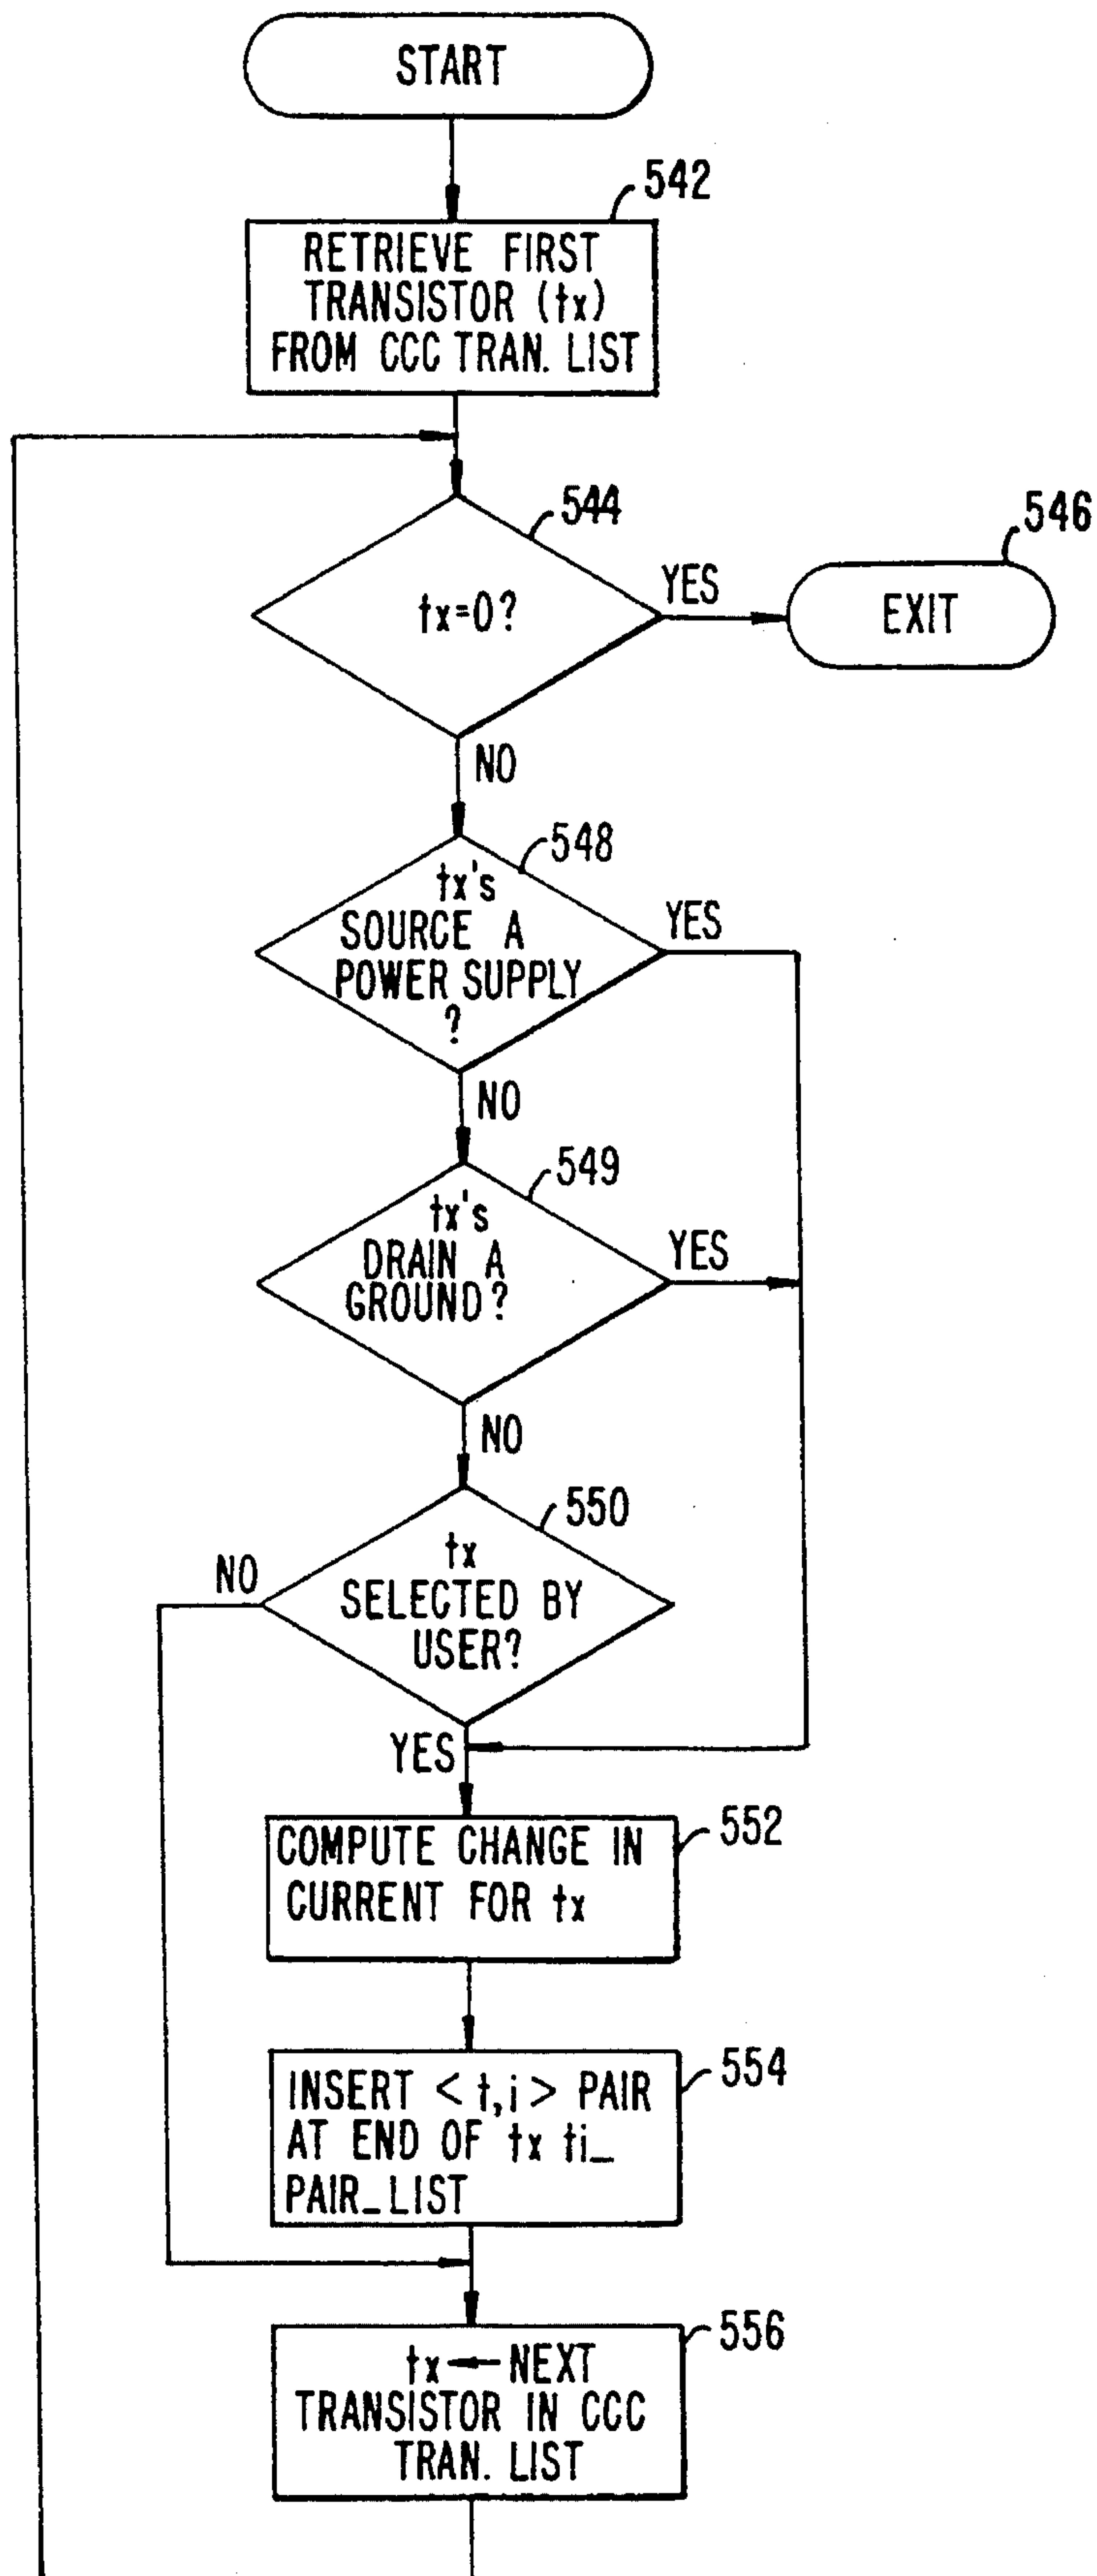 START
542
RETRIEVE FIRST
TRANSISTOR (tx)
FROM CCC TRAN. LIST
544
tx=0?
YES
546
EXIT
NO
548
tx's
SOURCE A
POWER SUPPLY
?
YES
NO
549
tx's
DRAIN A
GROUND?
YES
NO
550
tx
SELECTED BY
USER?
NO
YES
552
COMPUTE CHANGE IN
CURRENT FOR tx
554
INSERT <t,i> PAIR
AT END OF tx ti_
PAIR_LIST
556
tx ← NEXT
TRANSISTOR IN CCC
TRAN. LIST